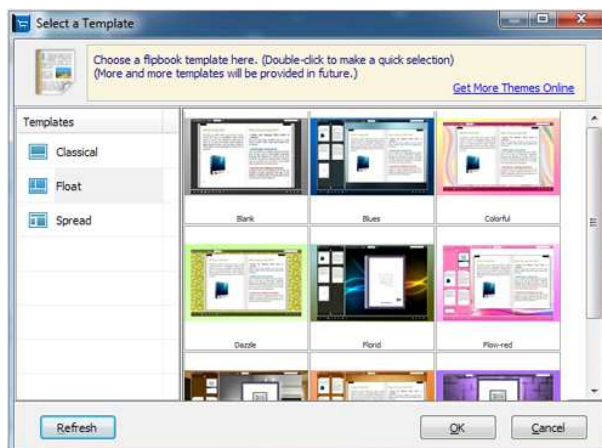 Select a Template
Choose a flipbook template here. (Double-click to make a quick selection)
(More and more templates will be provided in future.)
Get More Themes Online
Templates
Classical
Float
Spread
Blank
Blues
Colorful
Dazzle
Florid
Flow-red
Refresh
OK
Cancel